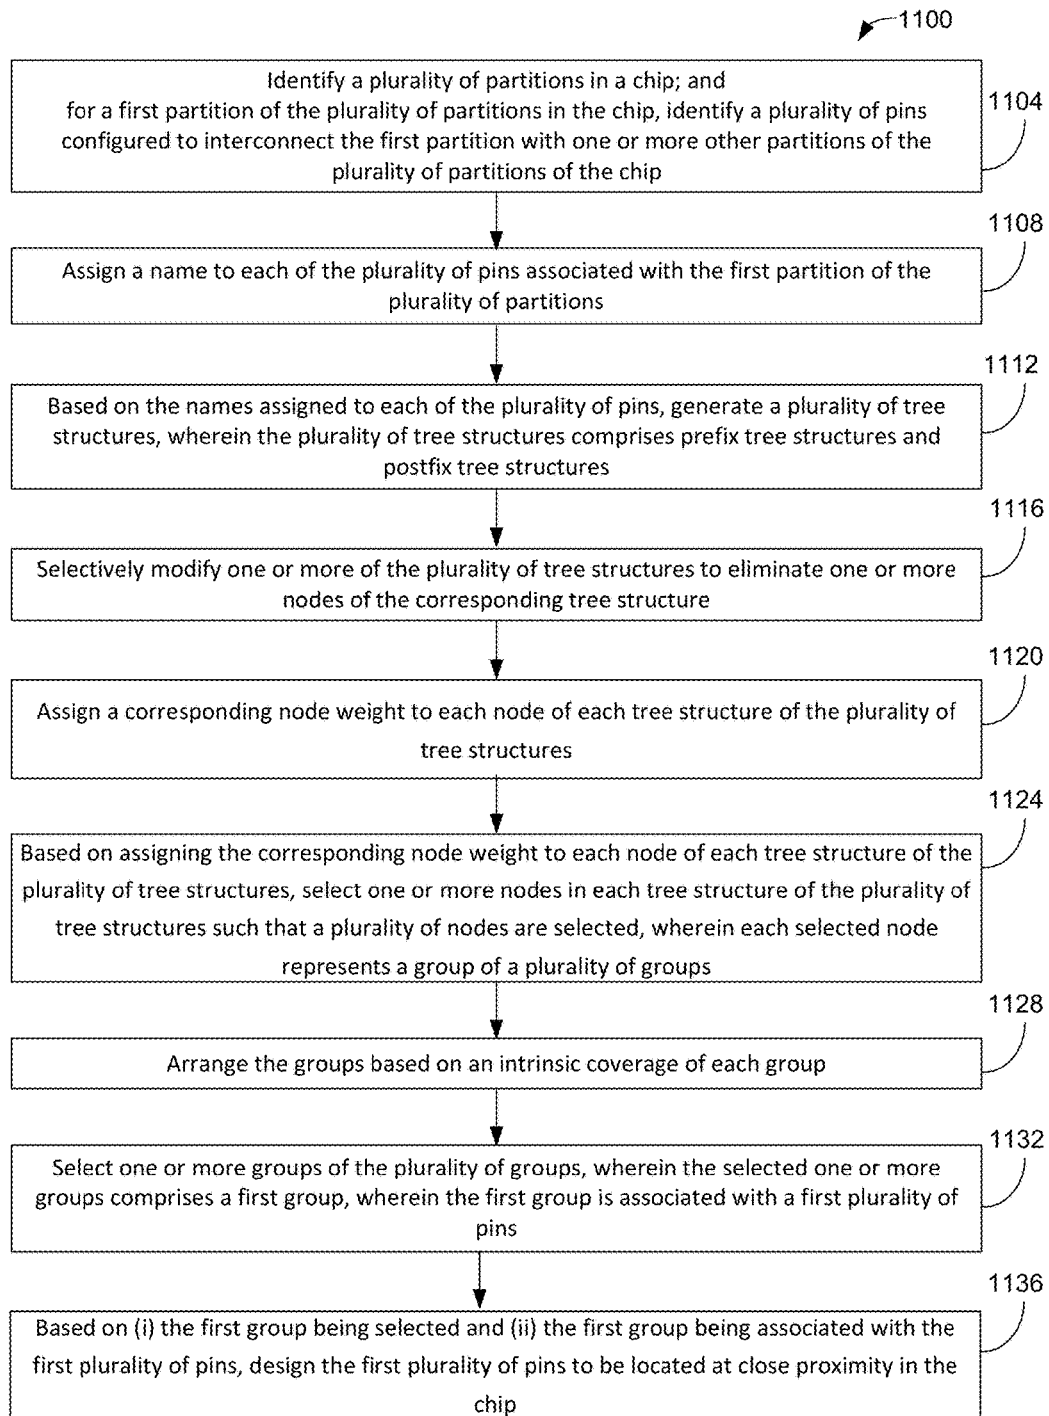 1100
Identify a plurality of partitions in a chip; and
for a first partition of the plurality of partitions in the chip, identify a plurality of pins
configured to interconnect the first partition with one or more other partitions of the
plurality of partitions of the chip
1104
Assign a name to each of the plurality of pins associated with the first partition of the
plurality of partitions
1108
Based on the names assigned to each of the plurality of pins, generate a plurality of tree
structures, wherein the plurality of tree structures comprises prefix tree structures and
postfix tree structures
1112
Selectively modify one or more of the plurality of tree structures to eliminate one or more
nodes of the corresponding tree structure
1116
Assign a corresponding node weight to each node of each tree structure of the plurality of
tree structures
1120
Based on assigning the corresponding node weight to each node of each tree structure of the
plurality of tree structures, select one or more nodes in each tree structure of the plurality of
tree structures such that a plurality of nodes are selected, wherein each selected node
represents a group of a plurality of groups
1124
Arrange the groups based on an intrinsic coverage of each group
1128
Select one or more groups of the plurality of groups, wherein the selected one or more
groups comprises a first group, wherein the first group is associated with a first plurality of
pins
1132
Based on (i) the first group being selected and (ii) the first group being associated with the
first plurality of pins, design the first plurality of pins to be located at close proximity in the
chip
1136